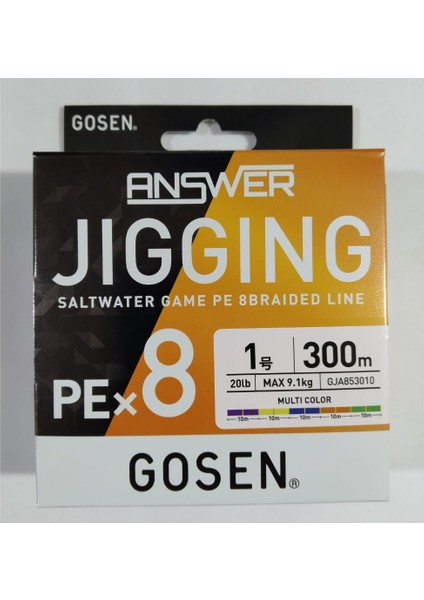 GOSEN®
ANSWER
JIGGING
SALTWATER GAME PE 8BRAIDED LINE
PE×8
1号 300m
20lb MAX 9.1kg GJA853010
MULTI COLOR
10m 10m 10m 10m 10m
GOSEN®